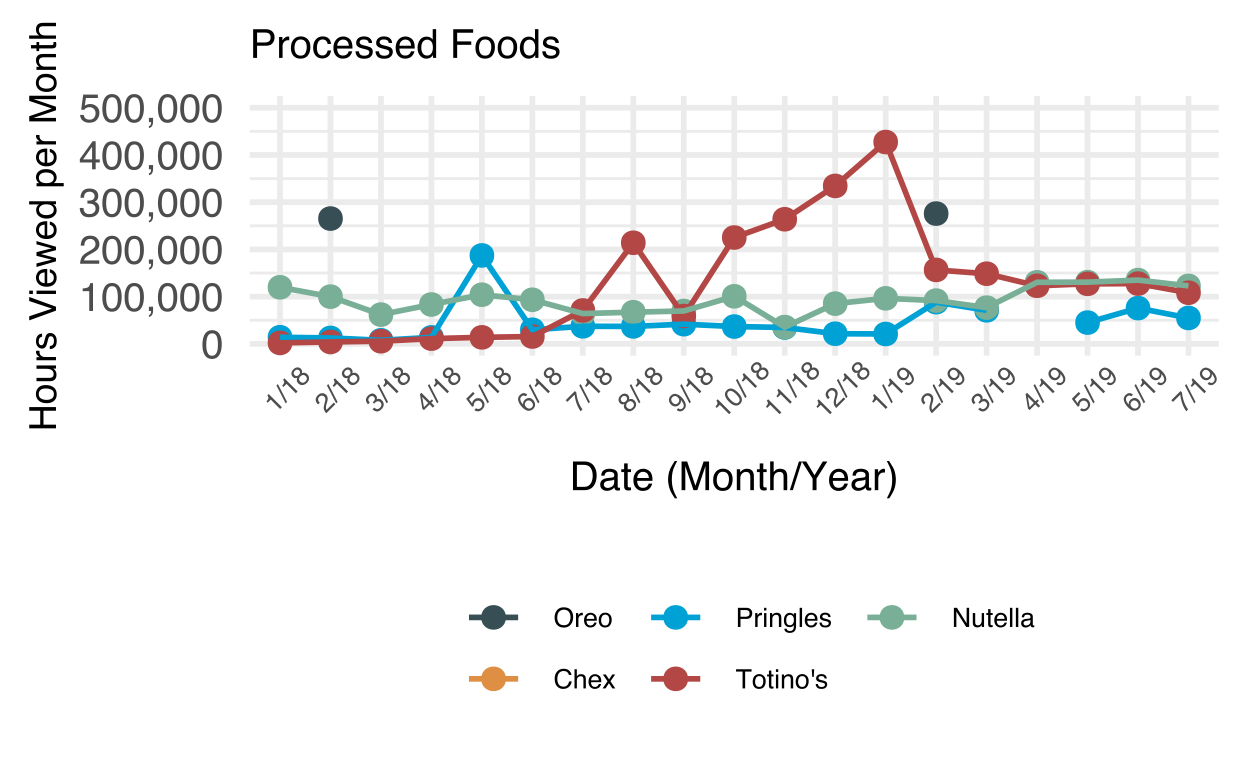 Processed Foods
Hours Viewed per Month
500,000
400,000
300,000
200,000
100,000
0
1/18 2/18 3/18 4/18 5/18 6/18 7/18 8/18 9/18 10/18 11/18 12/18 1/19 2/19 3/19 4/19 5/19 6/19 7/19
Date (Month/Year)
Oreo Pringles Nutella
Chex Totino's